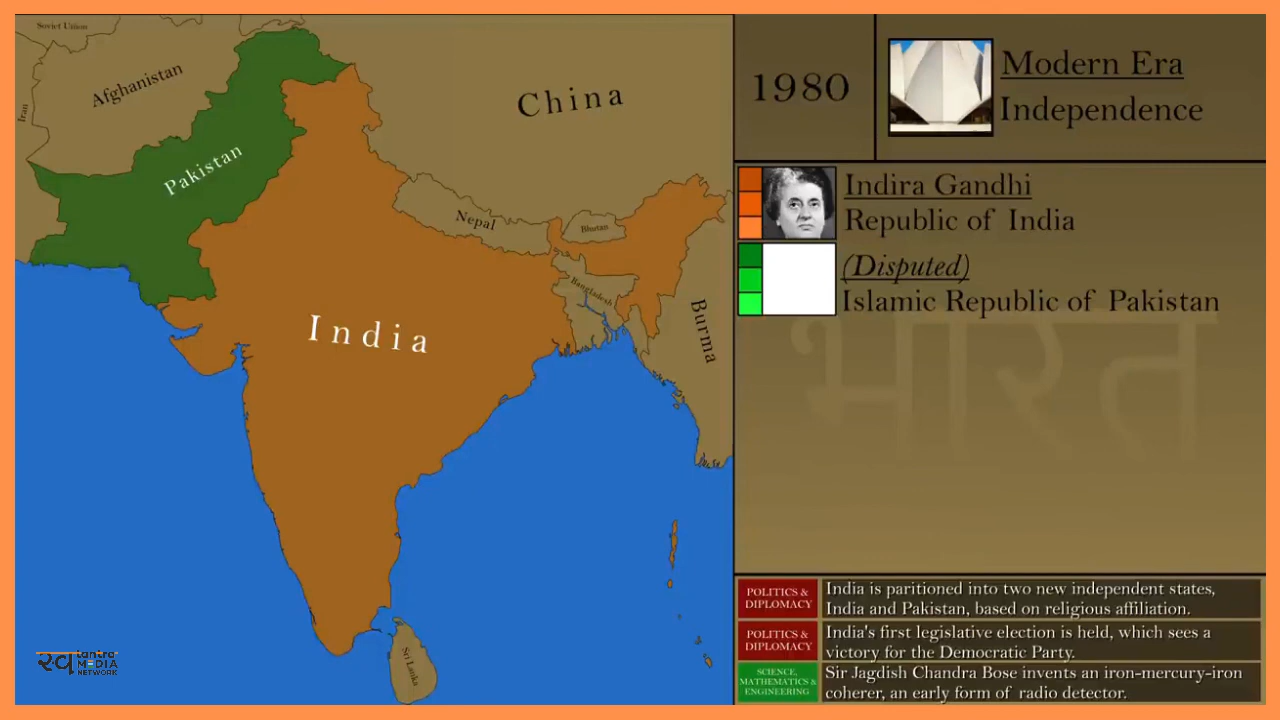 Soviet Union
Afghanistan
Iran
Pakistan
China
Nepal
Bhutan
Bangladesh
India
Burma
Sri Lanka
स्वtantra
MEDIA
NETWORK
1980
Modern Era
Independence
Indira Gandhi
Republic of India
(Disputed)
Islamic Republic of Pakistan
भारत
POLITICS &
DIPLOMACY
India is paritioned into two new independent states,
India and Pakistan, based on religious affiliation.
POLITICS &
DIPLOMACY
India's first legislative election is held, which sees a
victory for the Democratic Party.
SCIENCE,
MATHEMATICS &
ENGINEERING
Sir Jagdish Chandra Bose invents an iron-mercury-iron
coherer, an early form of radio detector.